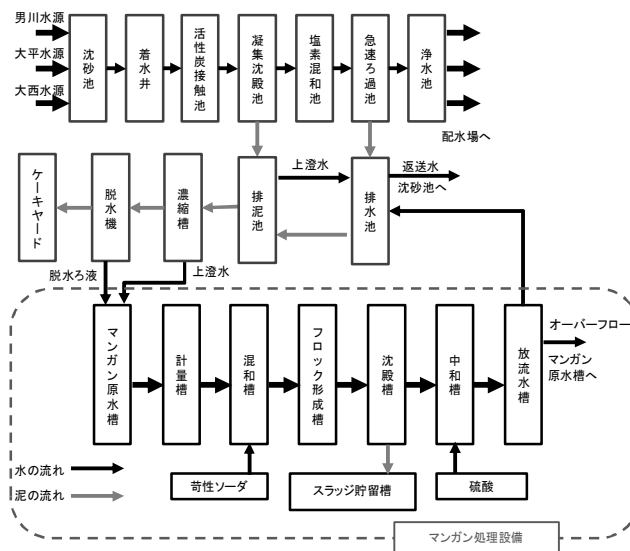 男川水源
大平水源
大西水源
沈砂池
着水井
活性炭接触池
凝集沈殿池
塩素混和池
急速ろ過池
浄水池
配水場へ
ケーキヤード
脱水機
濃縮槽
排泥池
上澄水
排水池
返送水
沈砂池へ
脱水ろ液
上澄水
マンガン原水槽
計量槽
混和槽
フロック形成槽
沈殿槽
中和槽
放流水槽
オーバーフロー
マンガン
原水槽へ
水の流れ
泥の流れ
苛性ソーダ
スラッジ貯留槽
硫酸
マンガン処理設備